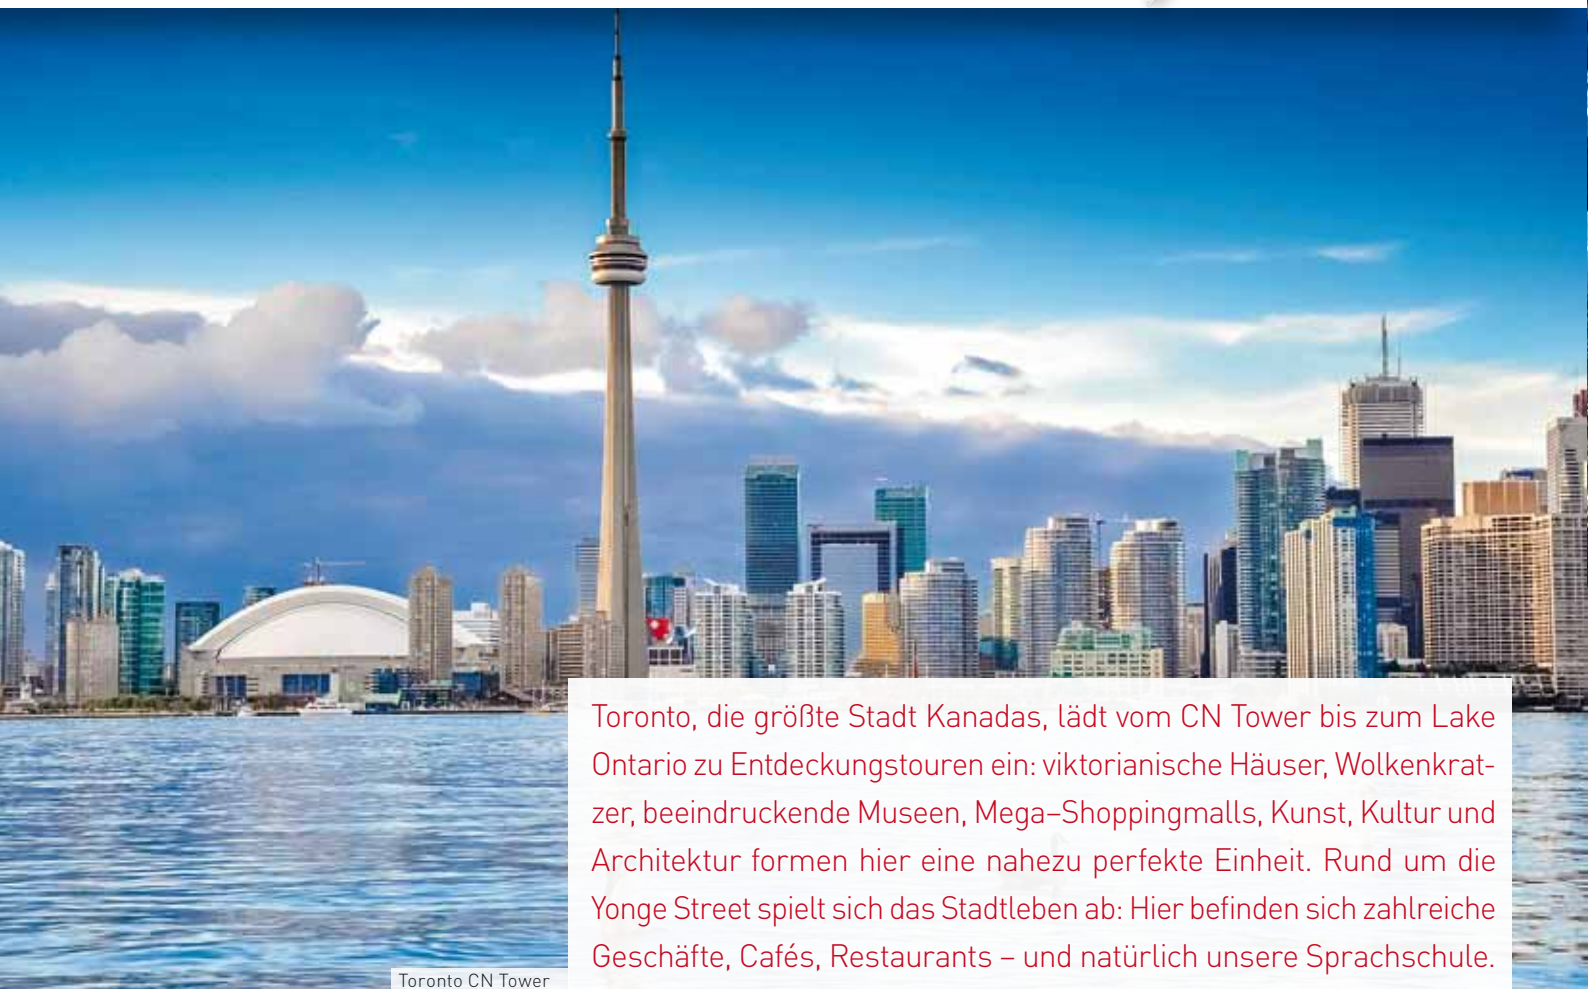 Toronto, die größte Stadt Kanadas, lädt vom CN Tower bis zum Lake
Ontario zu Entdeckungstouren ein: viktorianische Häuser, Wolkenkrat-
zer, beeindruckende Museen, Mega–Shoppingmalls, Kunst, Kultur und
Architektur formen hier eine nahezu perfekte Einheit. Rund um die
Yonge Street spielt sich das Stadtleben ab: Hier befinden sich zahlreiche
Geschäfte, Cafés, Restaurants – und natürlich unsere Sprachschule.
Toronto CN Tower